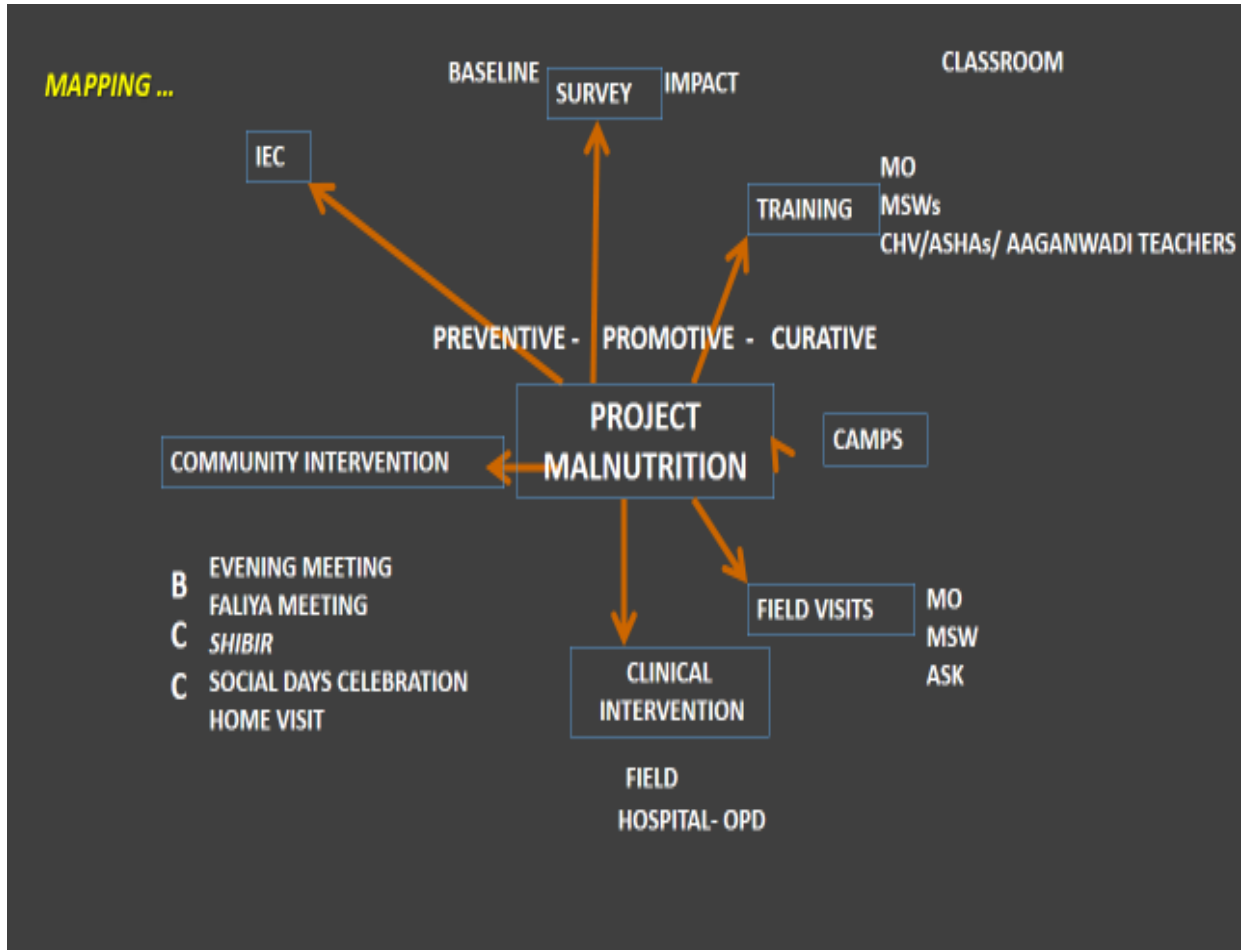 MAPPING ...
BASELINE
SURVEY
IMPACT
CLASSROOM
IEC
TRAINING
MO
MSWs
CHV/ASHAs/ AAGANWADI TEACHERS
PREVENTIVE - PROMOTIVE - CURATIVE
PROJECT
MALNUTRITION
CAMPS
COMMUNITY INTERVENTION
B
C
C
EVENING MEETING
FALIYA MEETING
SHIBIR
SOCIAL DAYS CELEBRATION
HOME VISIT
FIELD VISITS
MO
MSW
ASK
CLINICAL
INTERVENTION
FIELD
HOSPITAL- OPD